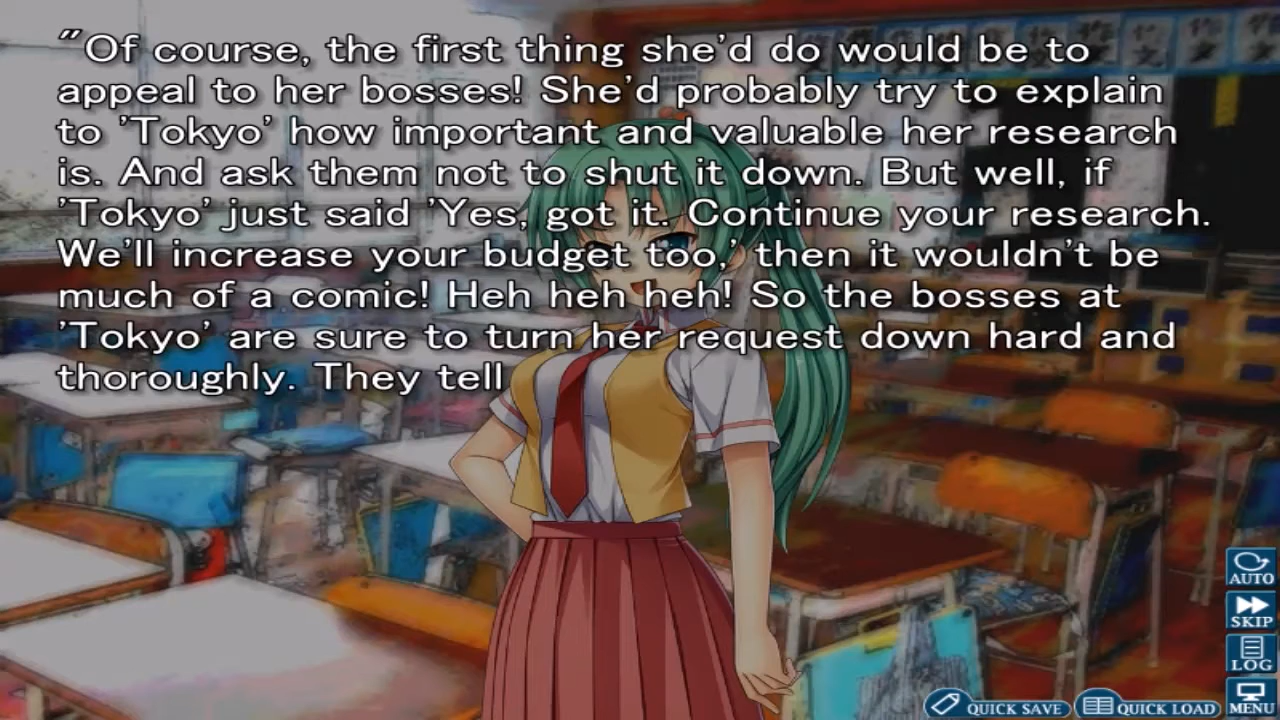 "Of course, the first thing she'd do would be to
appeal to her bosses! She'd probably try to explain
to 'Tokyo' how important and valuable her research
is. And ask them not to shut it down. But well, if
'Tokyo' just said 'Yes, got it. Continue your research.
We'll increase your budget too,' then it wouldn't be
much of a comic! Heh heh heh! So the bosses at
'Tokyo' are sure to turn her request down hard and
thoroughly. They tell
AUTO
SKIP
LOG
QUICK SAVE
QUICK LOAD
MENU